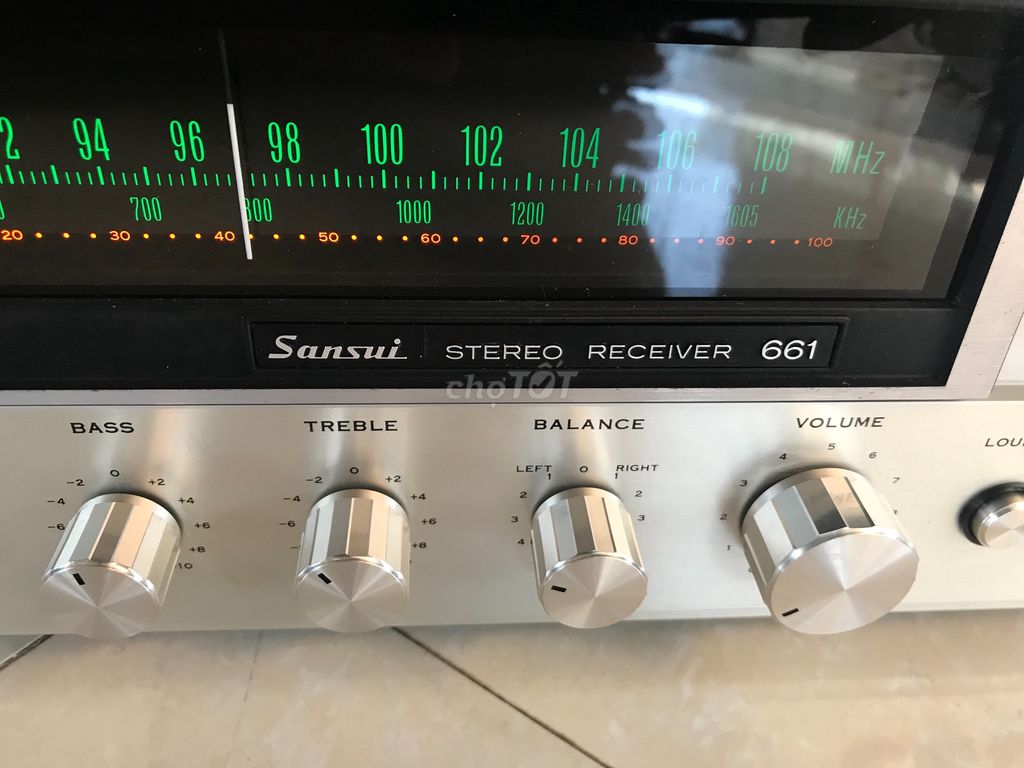 94 96 98 100 102 104 106 108 MHz
700 800 1000 1200 1400 1605 KHz
20 30 40 50 60 70 80 90 100
Sansui STEREO RECEIVER 661
chợTỐT
BASS TREBLE BALANCE VOLUME
-6 -4 -2 0 +2 +4 +6 +8
-6 -4 -2 0 +2 +4 +6 +8
LEFT 0 RIGHT
4 3 2 1 1 2 3
1 2 3 4 5 6 7